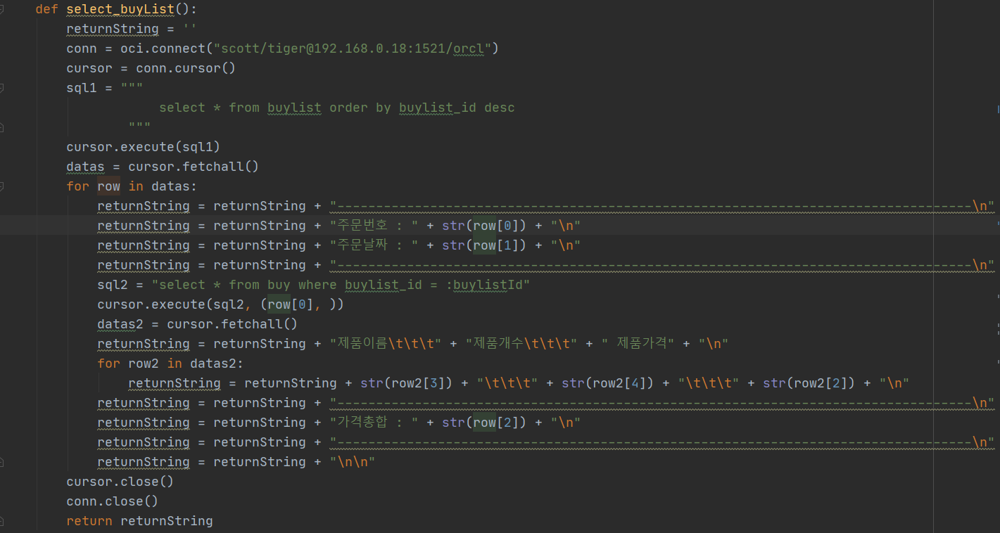 def select_buyList():
    returnString = ''
    conn = oci.connect("scott/tiger@192.168.0.18:1521/orcl")
    cursor = conn.cursor()
    sql1 = """
            select * from buylist order by buylist_id desc
        """
    cursor.execute(sql1)
    datas = cursor.fetchall()
    for row in datas:
        returnString = returnString + "----------------------------------------------------------------------------------\n"
        returnString = returnString + "주문번호 : " + str(row[0]) + "\n"
        returnString = returnString + "주문날짜 : " + str(row[1]) + "\n"
        returnString = returnString + "----------------------------------------------------------------------------------\n"
        sql2 = "select * from buy where buylist_id = :buylistId"
        cursor.execute(sql2, (row[0], ))
        datas2 = cursor.fetchall()
        returnString = returnString + "제품이름\t\t\t" + "제품개수\t\t\t" + " 제품가격" + "\n"
        for row2 in datas2:
            returnString = returnString + str(row2[3]) + "\t\t\t" + str(row2[4]) + "\t\t\t" + str(row2[2]) + "\n"
        returnString = returnString + "----------------------------------------------------------------------------------\n"
        returnString = returnString + "가격총합 : " + str(row[2]) + "\n"
        returnString = returnString + "----------------------------------------------------------------------------------\n"
        returnString = returnString + "\n\n"
    cursor.close()
    conn.close()
    return returnString